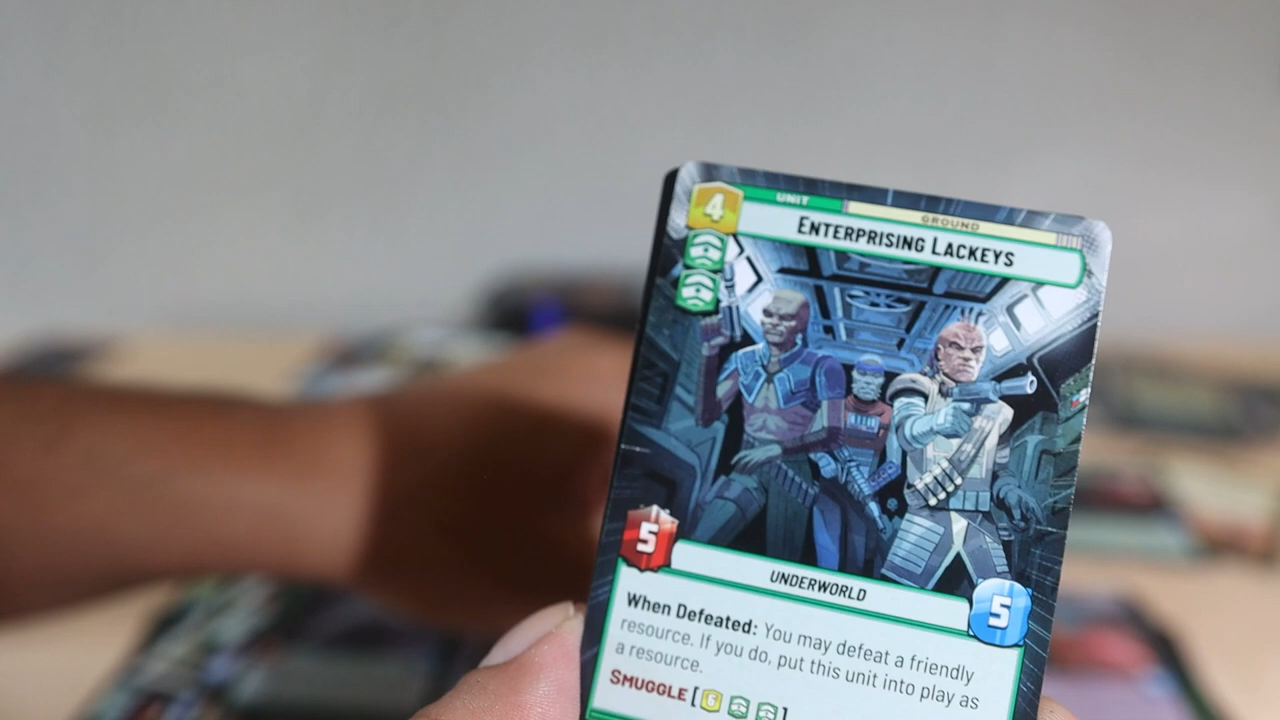 4
UNIT
GROUND
ENTERPRISING LACKEYS
5
UNDERWORLD
5
When Defeated: You may defeat a friendly
resource. If you do, put this unit into play as
a resource.
SMUGGLE [6 ]